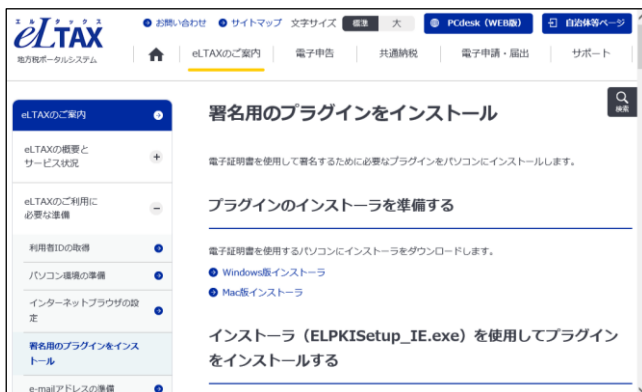 エルタックス
eLTAX
地方税ポータルシステム
お問い合わせ
サイトマップ
文字サイズ
標準
大
PCdesk（WEB版）
自治体等ページ
eLTAXのご案内
電子申告
共通納税
電子申請・届出
サポート
検索
eLTAXのご案内
eLTAXの概要と
サービス状況
eLTAXのご利用に
必要な準備
利用者IDの取得
パソコン環境の準備
インターネットブラウザの設
定
署名用のプラグインをインス
トール
e-mailアドレスの準備
署名用のプラグインをインストール
電子証明書を使用して署名するために必要なプラグインをパソコンにインストールします。
プラグインのインストーラを準備する
電子証明書を使用するパソコンにインストーラをダウンロードします。
Windows版インストーラ
Mac版インストーラ
インストーラ（ELPKISetup_IE.exe）を使用してプラグイン
をインストールする